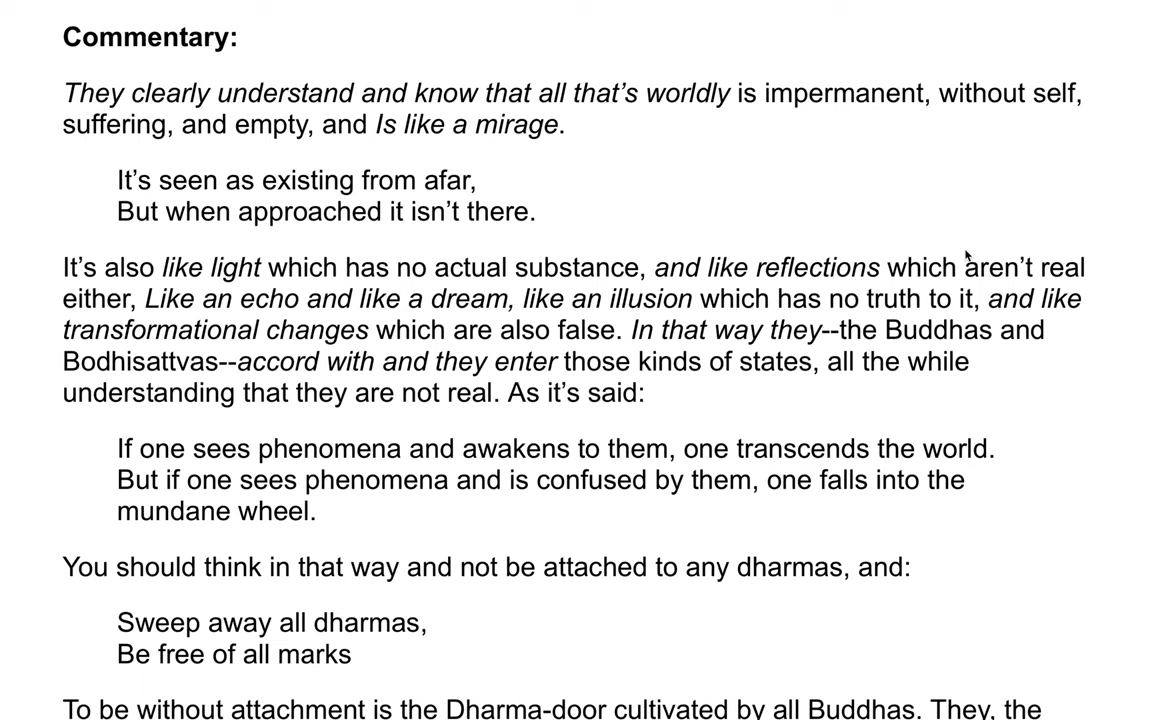 Commentary:
They clearly understand and know that all that’s worldly is impermanent, without self,
suffering, and empty, and Is like a mirage.
It’s seen as existing from afar,
But when approached it isn’t there.
It’s also like light which has no actual substance, and like reflections which aren’t real
either, Like an echo and like a dream, like an illusion which has no truth to it, and like
transformational changes which are also false. In that way they--the Buddhas and
Bodhisattvas--accord with and they enter those kinds of states, all the while
understanding that they are not real. As it’s said:
If one sees phenomena and awakens to them, one transcends the world.
But if one sees phenomena and is confused by them, one falls into the
mundane wheel.
You should think in that way and not be attached to any dharmas, and:
Sweep away all dharmas,
Be free of all marks
To be without attachment is the Dharma-door cultivated by all Buddhas. They, the